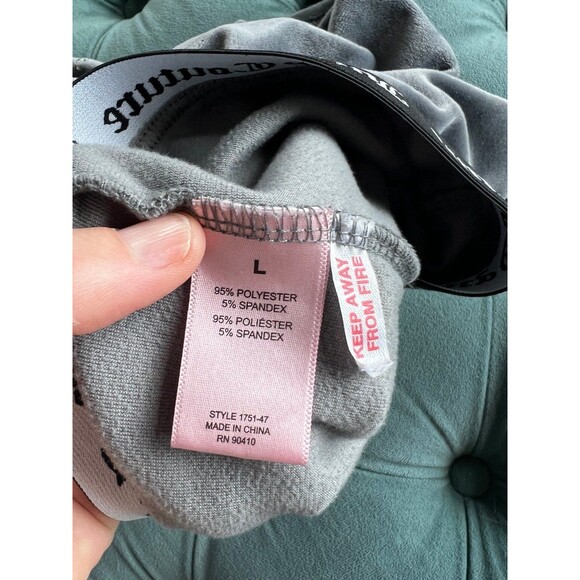 Couture
L
95% POLYESTER
5% SPANDEX
95% POLIÉSTER
5% SPANDEX
STYLE 1751-47
MADE IN CHINA
RN 90410
KEEP AWAY
FROM FIRE